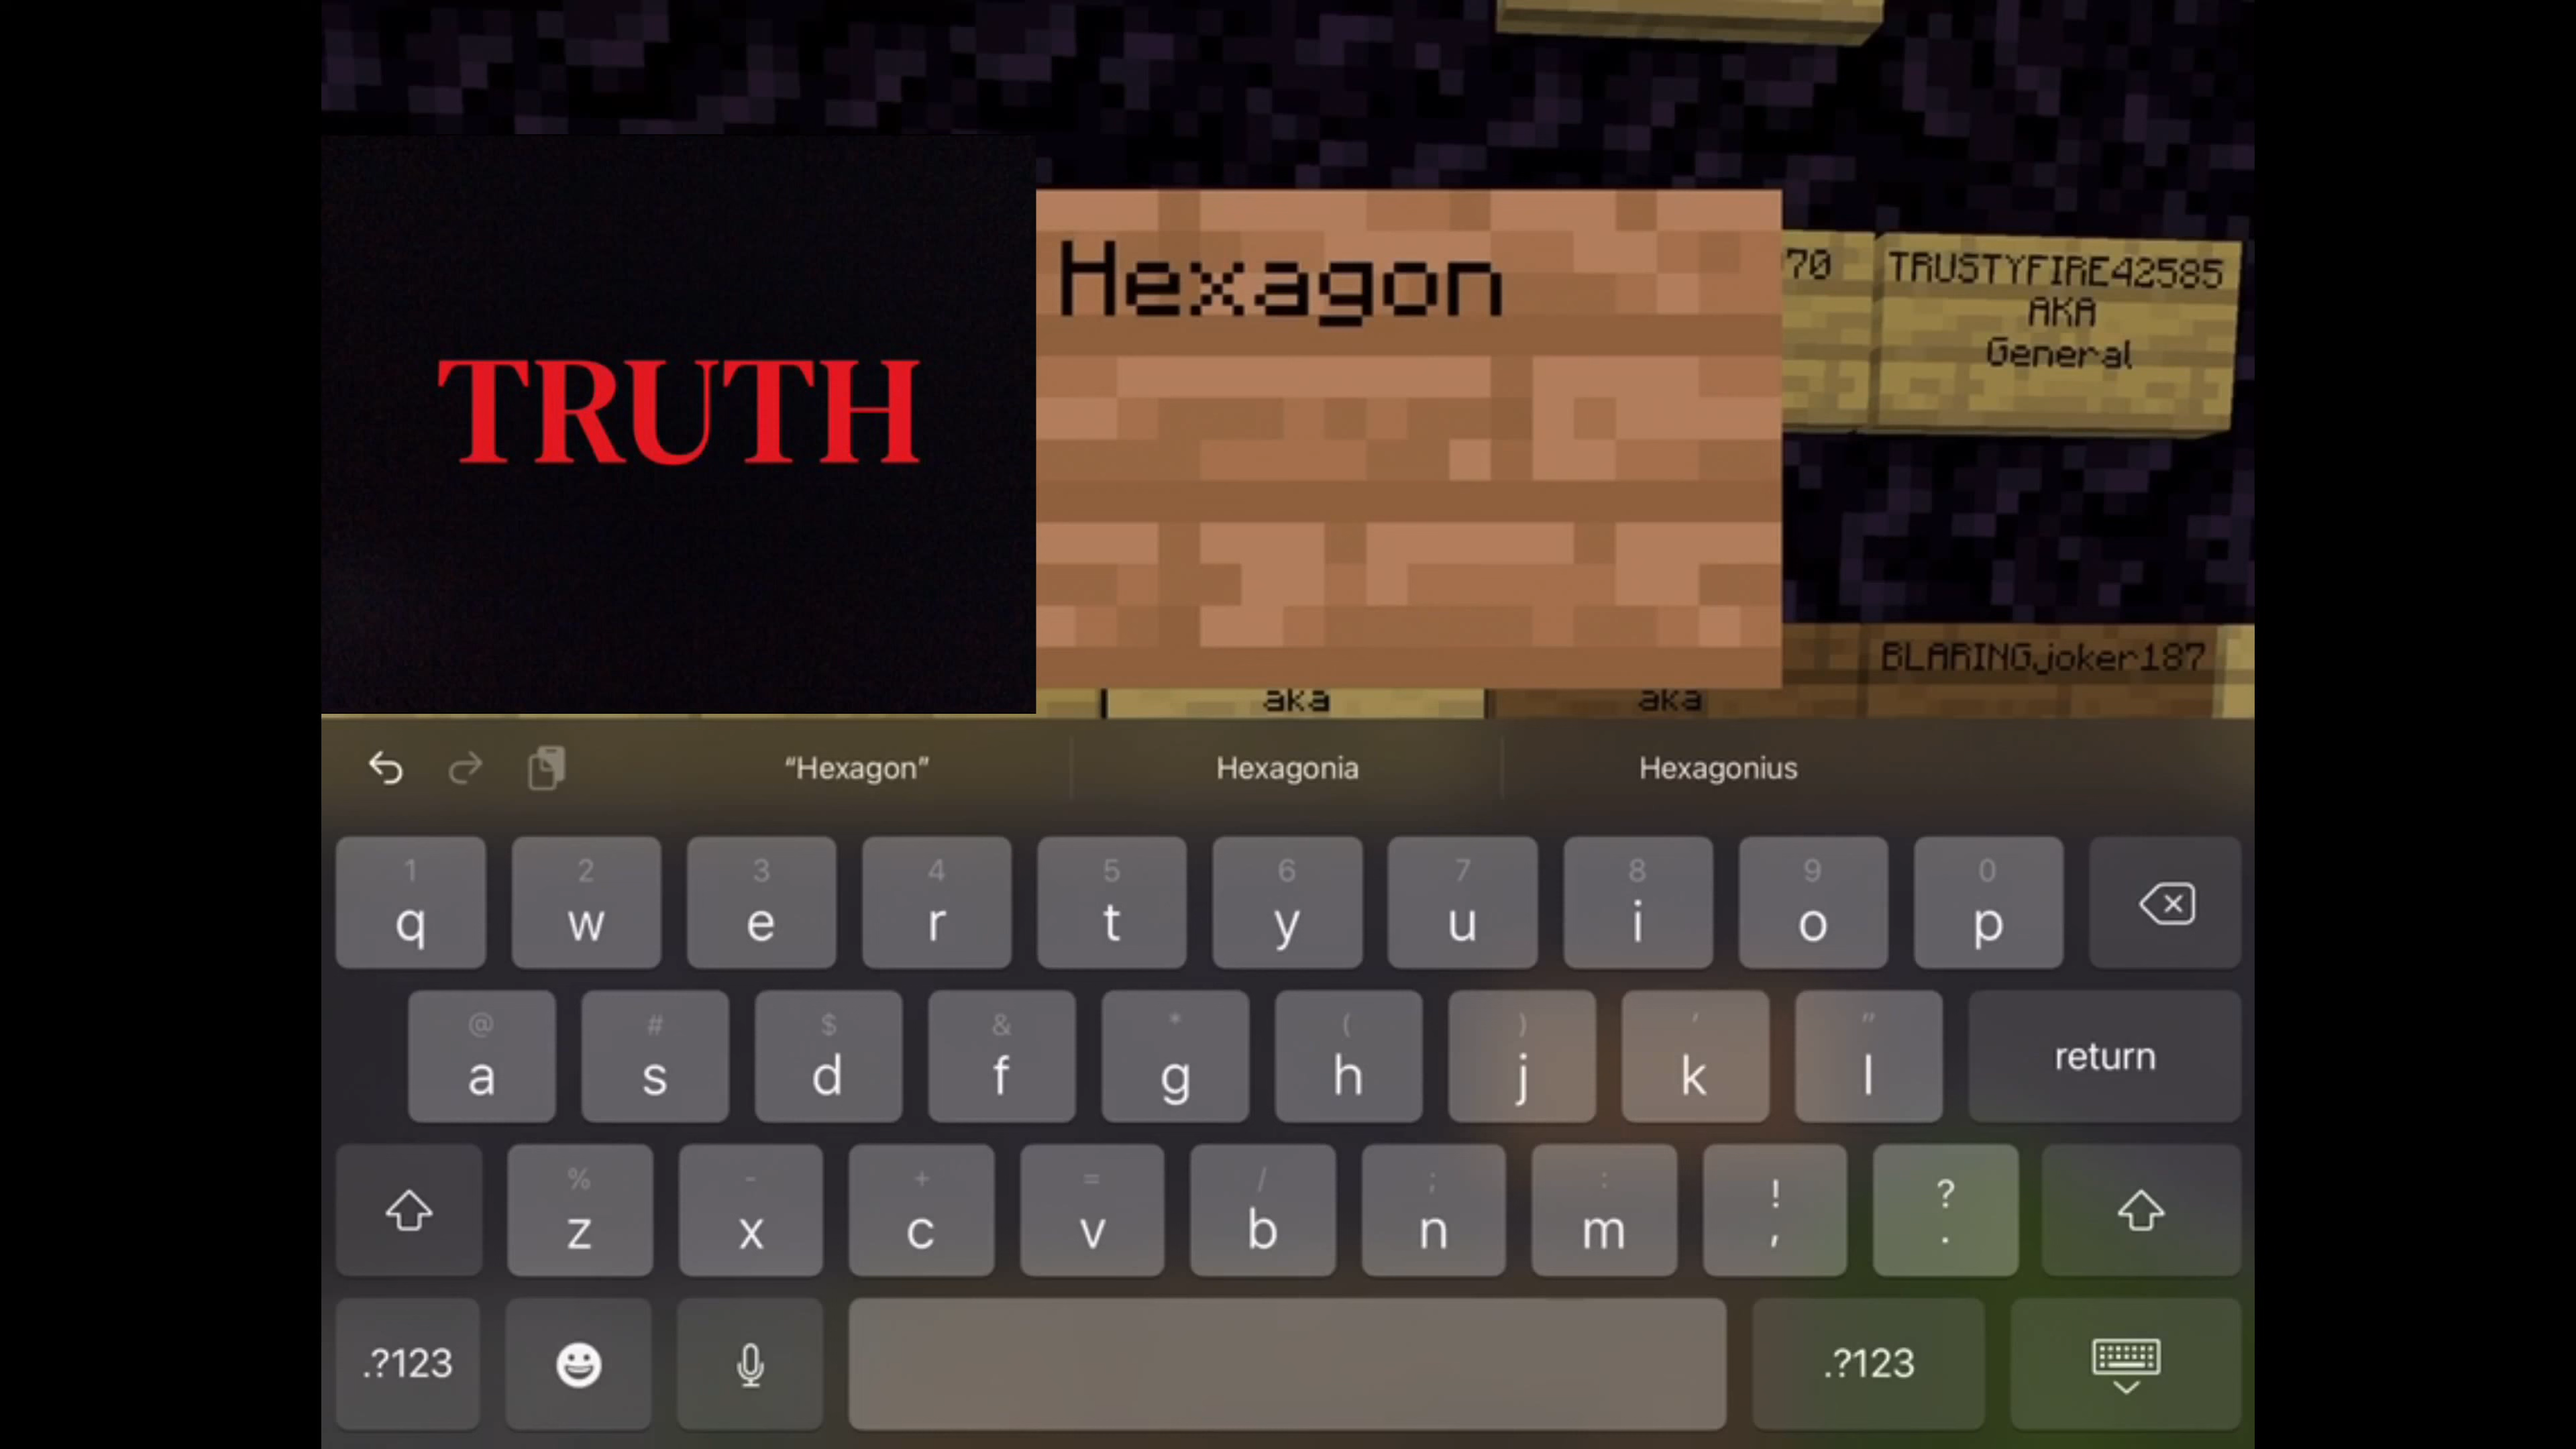 TRUTH
Hexagon
70
TRUSTYFIRE42585
AKA
General
BLARINGjoker187
aka
aka
“Hexagon”
Hexagonia
Hexagonius
1 2 3 4 5 6 7 8 9 0
q w e r t y u i o p
@ # $ & * ( ) ' "
a s d f g h j k l return
% - + = / ; : ! ?
z x c v b n m , .
.?123 .?123